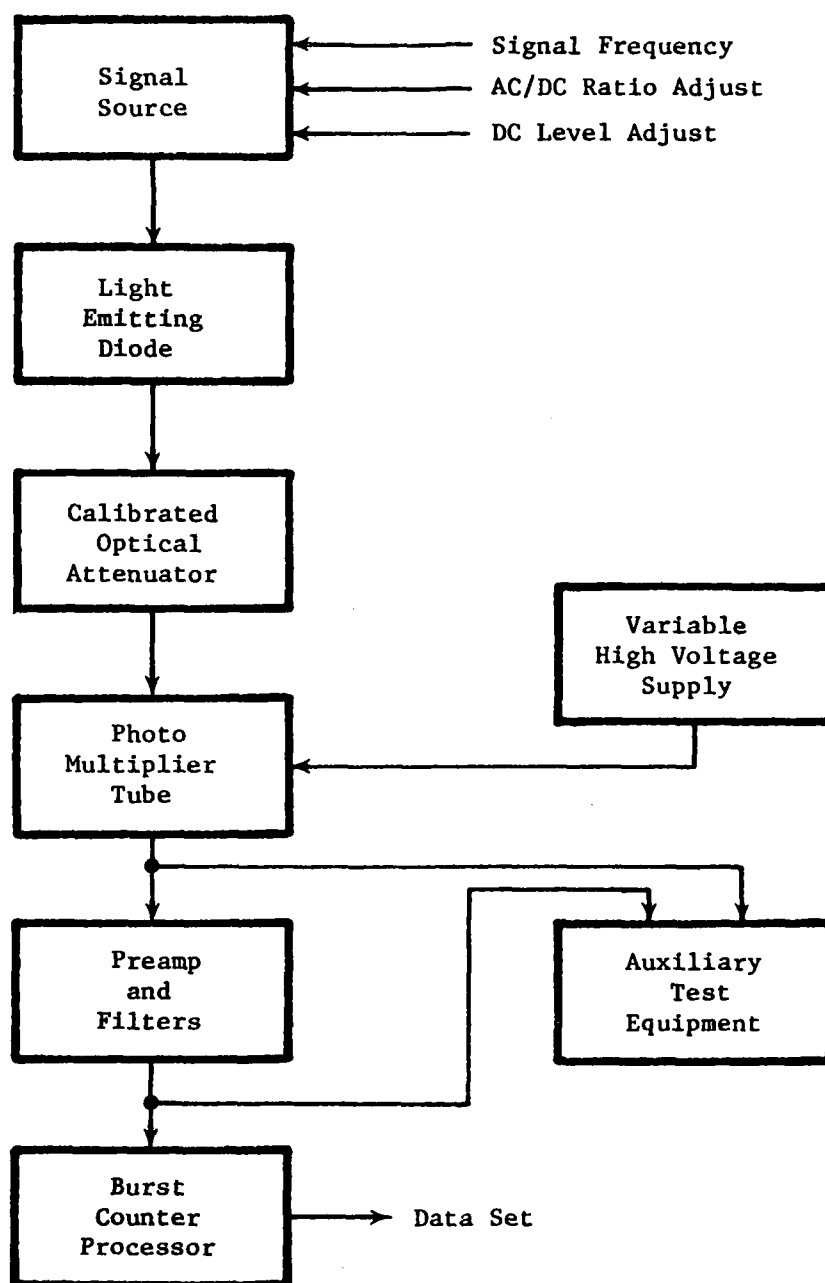 Signal
Source
Signal Frequency
AC/DC Ratio Adjust
DC Level Adjust
Light
Emitting
Diode
Calibrated
Optical
Attenuator
Variable
High Voltage
Supply
Photo
Multiplier
Tube
Preamp
and
Filters
Auxiliary
Test
Equipment
Burst
Counter
Processor
Data Set